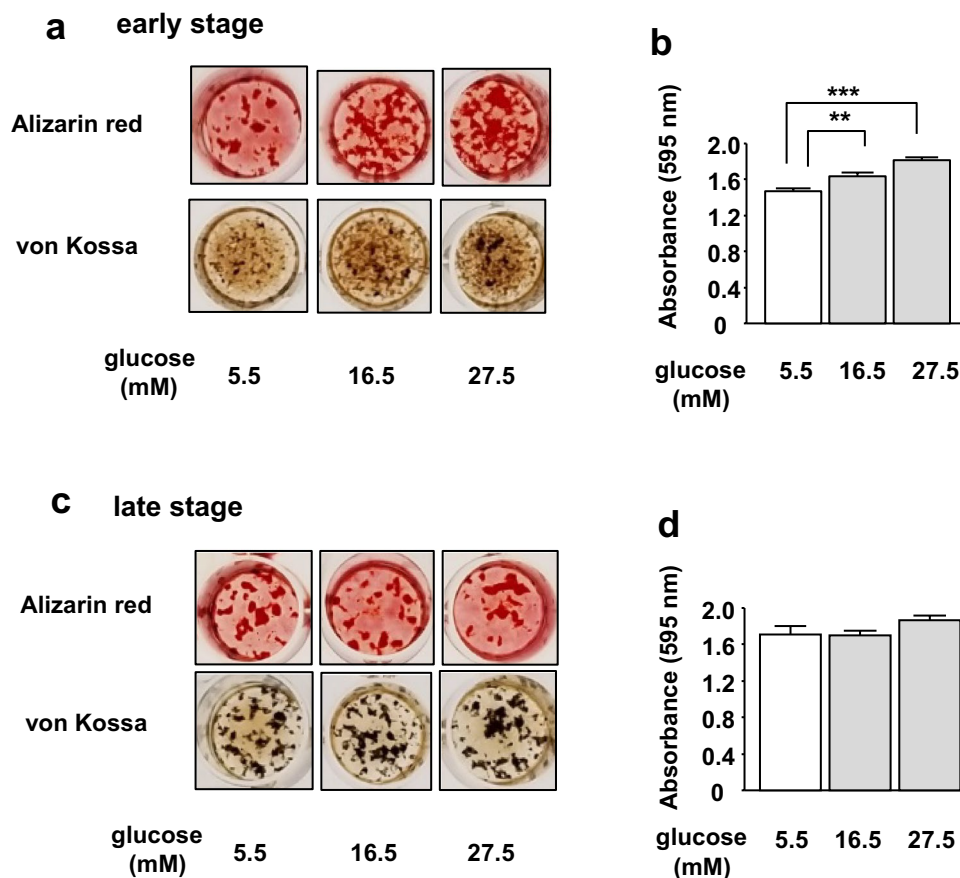 a early stage
Alizarin red
von Kossa
glucose
(mM)
5.5 16.5 27.5
b
***
**
Absorbance (595 nm)
2.0
1.6
1.2
0.8
0.4
0
glucose
(mM)
5.5 16.5 27.5
c late stage
Alizarin red
von Kossa
glucose
(mM)
5.5 16.5 27.5
d
Absorbance (595 nm)
2.0
1.6
1.2
0.8
0.4
0
glucose
(mM)
5.5 16.5 27.5